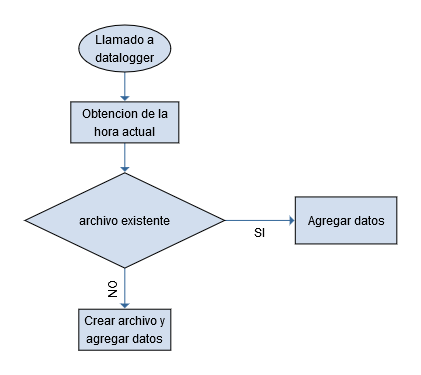 Llamado a
datalogger
Obtencion de la
hora actual
archivo existente
SI
Agregar datos
NO
Crear archivo y
agregar datos